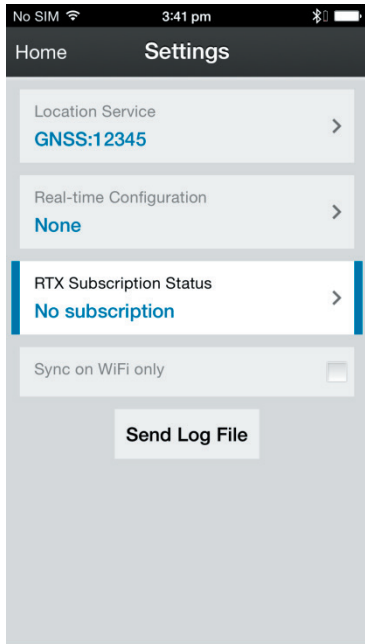 No SIM 3:41 pm
Home Settings
Location Service
GNSS:12345
Real-time Configuration
None
RTX Subscription Status
No subscription
Sync on WiFi only
Send Log File